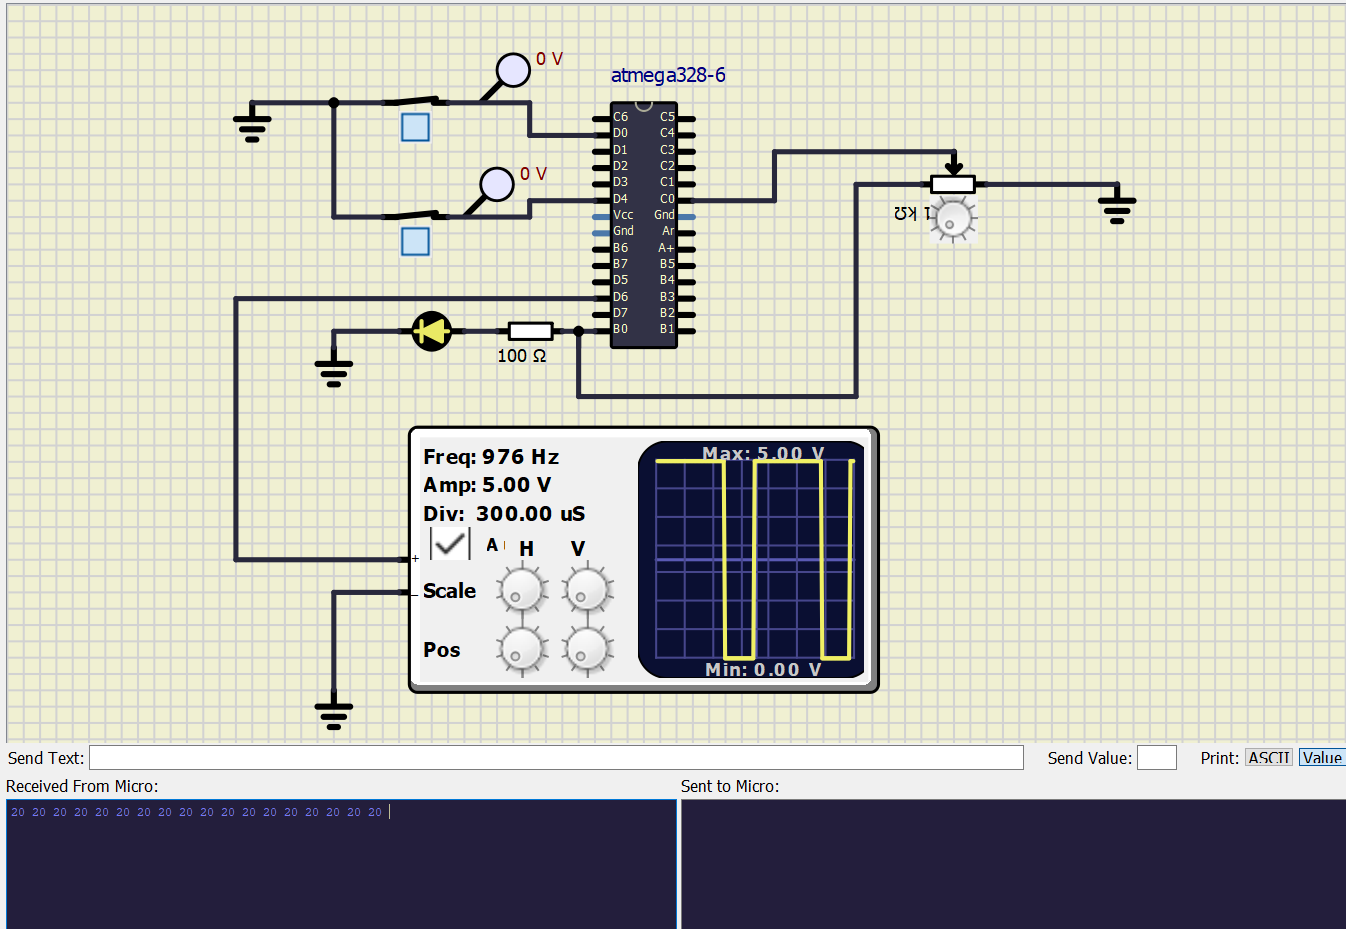 0 V
atmega328-6
C6 C5
D0 C4
D1 C3
D2 C2
0 V
D3 C1
D4 C0
Vcc Gnd
1 kΩ
Gnd Ar
B6 A+
B7 B5
D5 B4
D6 B3
D7 B2
B0 B1
100 Ω
Freq: 976 Hz
Max: 5.00 V
Amp: 5.00 V
Div: 300.00 uS
A H V
+
−
Scale
Pos
Min: 0.00 V
Send Text: Send Value: Print: ASCII Value
Received From Micro: Sent to Micro:
20 20 20 20 20 20 20 20 20 20 20 20 20 20 20 20 20 20